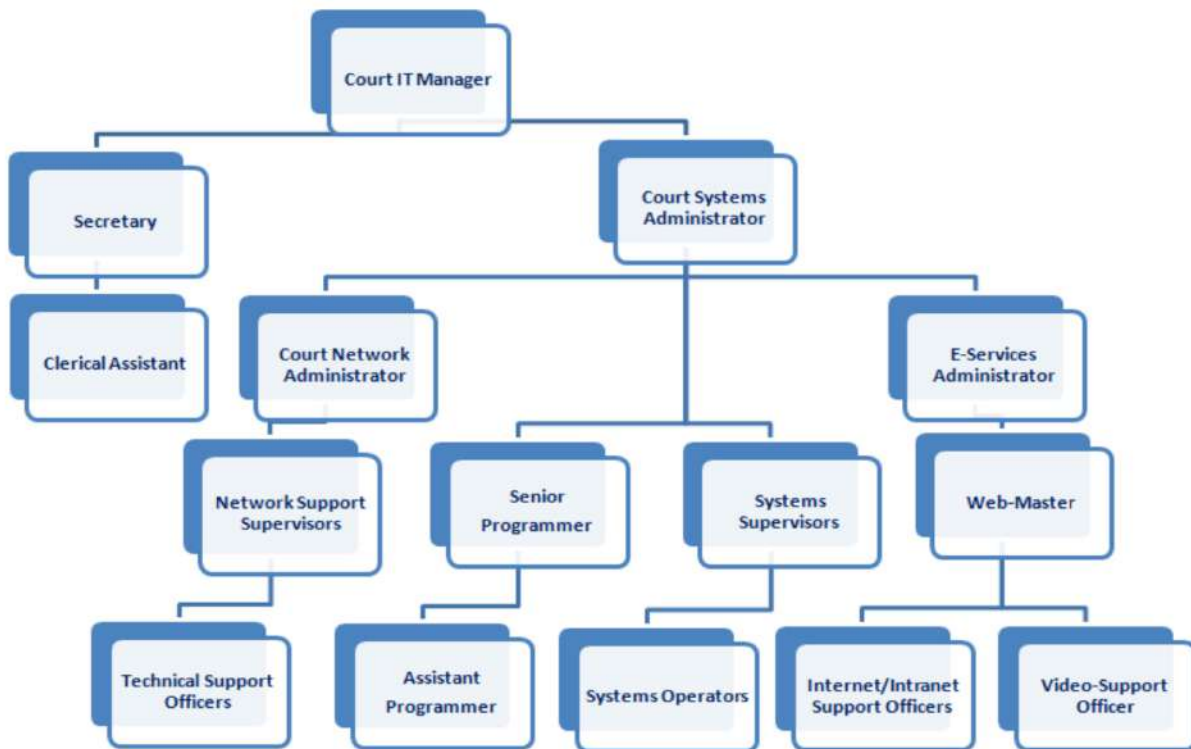 Court IT Manager
Secretary
Court Systems
Administrator
Clerical Assistant
Court Network
Administrator
E-Services
Administrator
Network Support
Supervisors
Senior
Programmer
Systems
Supervisors
Web-Master
Technical Support
Officers
Assistant
Programmer
Systems Operators
Internet/Intranet
Support Officers
Video-Support
Officer